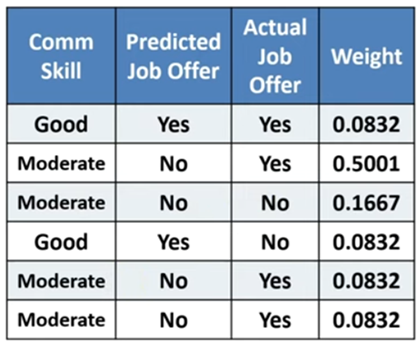 Comm Skill Predicted Job Offer Actual Job Offer Weight
Good Yes Yes 0.0832
Moderate No Yes 0.5001
Moderate No No 0.1667
Good Yes No 0.0832
Moderate No Yes 0.0832
Moderate No Yes 0.0832